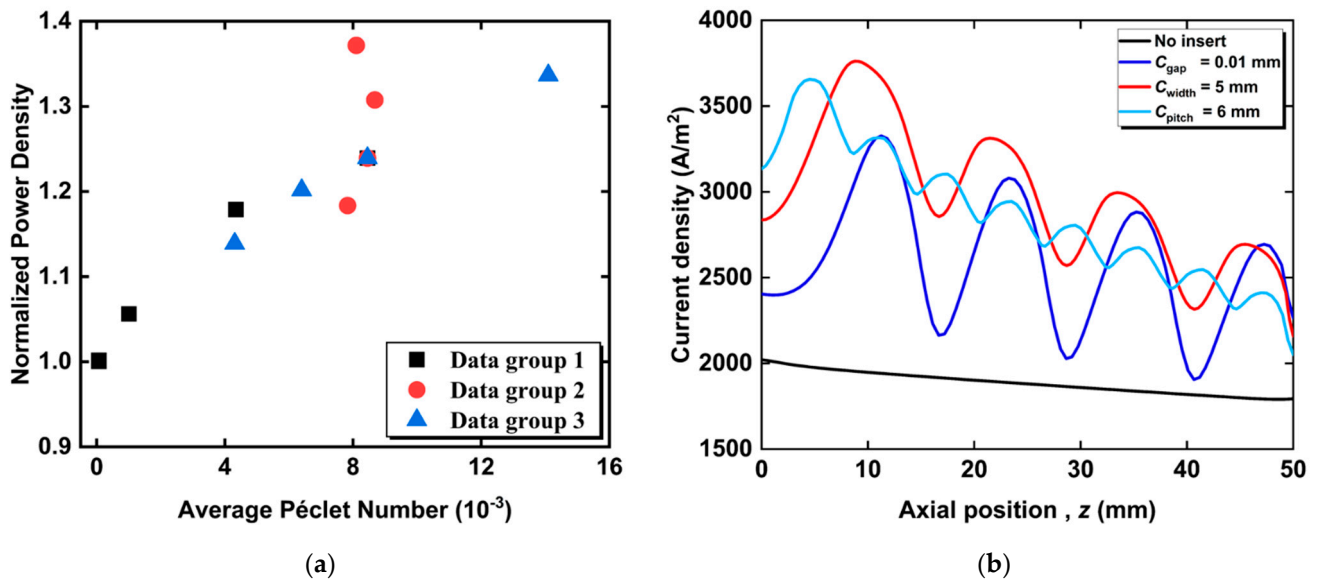 1.4
1.3
1.2
1.1
1.0
0.9
Normalized Power Density
Data group 1
Data group 2
Data group 3
0 4 8 12 16
Average Péclet Number (10-3)
(a)
4000
3500
3000
2500
2000
1500
Current density (A/m2)
No insert
Cgap = 0.01 mm
Cwidth = 5 mm
Cpitch = 6 mm
0 10 20 30 40 50
Axial position , z (mm)
(b)